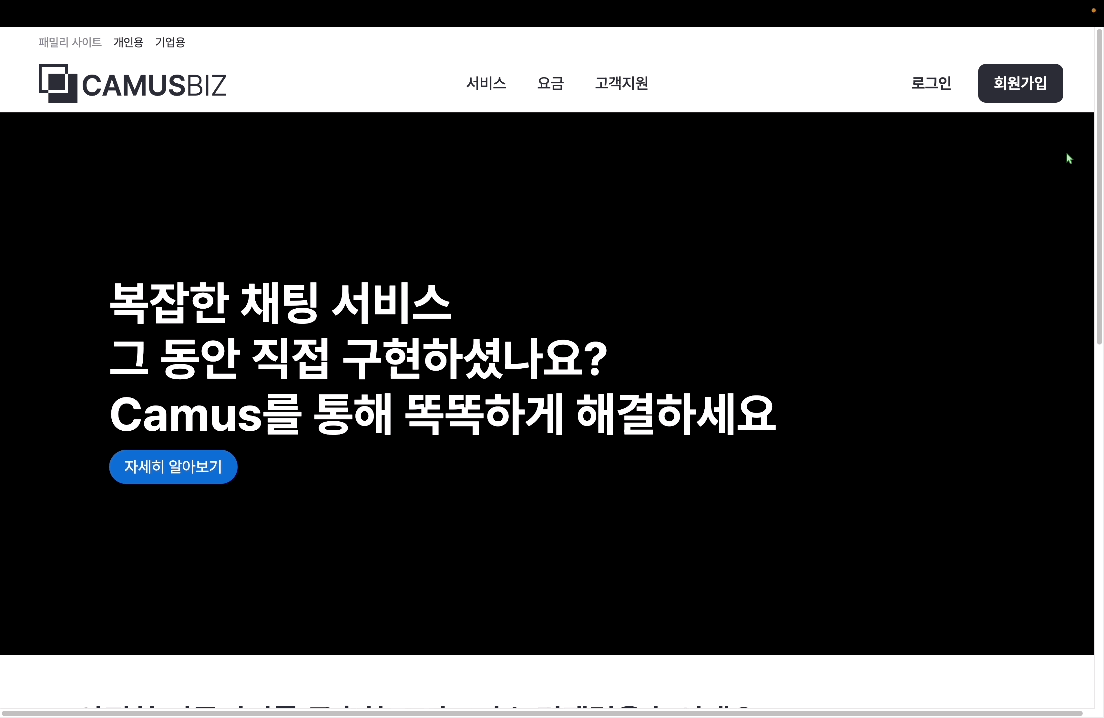 패밀리 사이트 개인용 기업용
CAMUSBIZ 서비스 요금 고객지원 로그인 회원가입
복잡한 채팅 서비스
그 동안 직접 구현하셨나요?
Camus를 통해 똑똑하게 해결하세요
자세히 알아보기